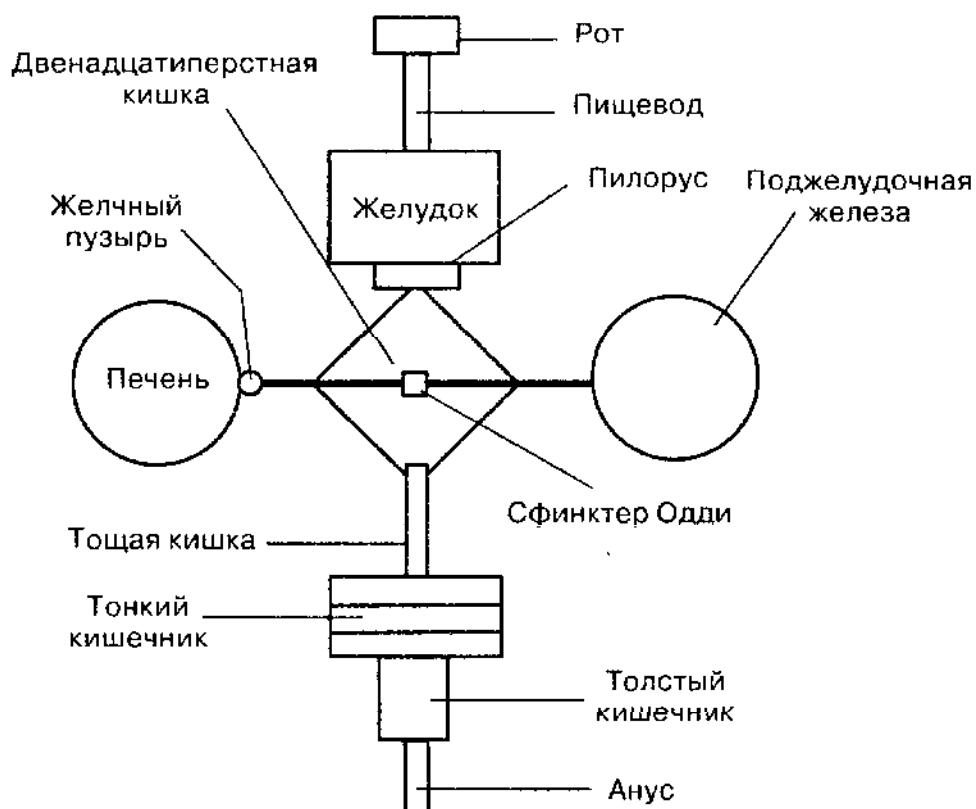 Рот
Двенадцатиперстная
кишка
Пищевод
Пилорус
Поджелудочная
железа
Желудок
Желчный
пузырь
Печень
Сфинктер Одди
Тощая кишка
Тонкий
кишечник
Толстый
кишечник
Анус